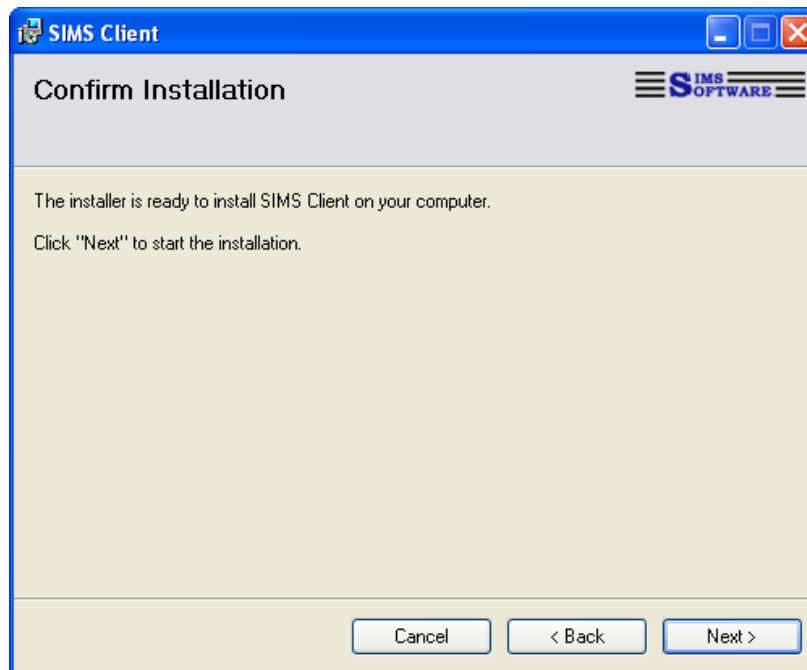 SIMS Client
Confirm Installation
SIMS
SOFTWARE
The installer is ready to install SIMS Client on your computer.
Click "Next" to start the installation.
Cancel
< Back
Next >